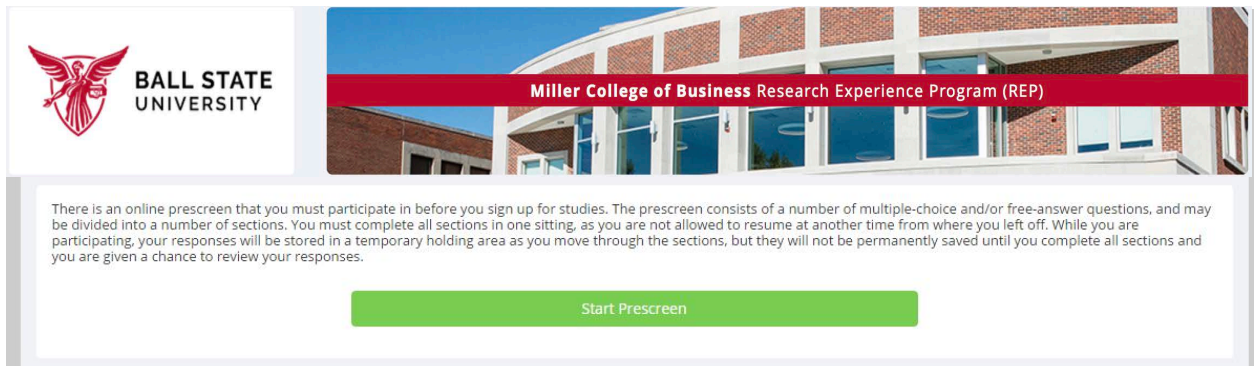 BALL STATE
UNIVERSITY
Miller College of Business Research Experience Program (REP)
There is an online prescreen that you must participate in before you sign up for studies. The prescreen consists of a number of multiple-choice and/or free-answer questions, and may
be divided into a number of sections. You must complete all sections in one sitting, as you are not allowed to resume at another time from where you left off. While you are
participating, your responses will be stored in a temporary holding area as you move through the sections, but they will not be permanently saved until you complete all sections and
you are given a chance to review your responses.
Start Prescreen